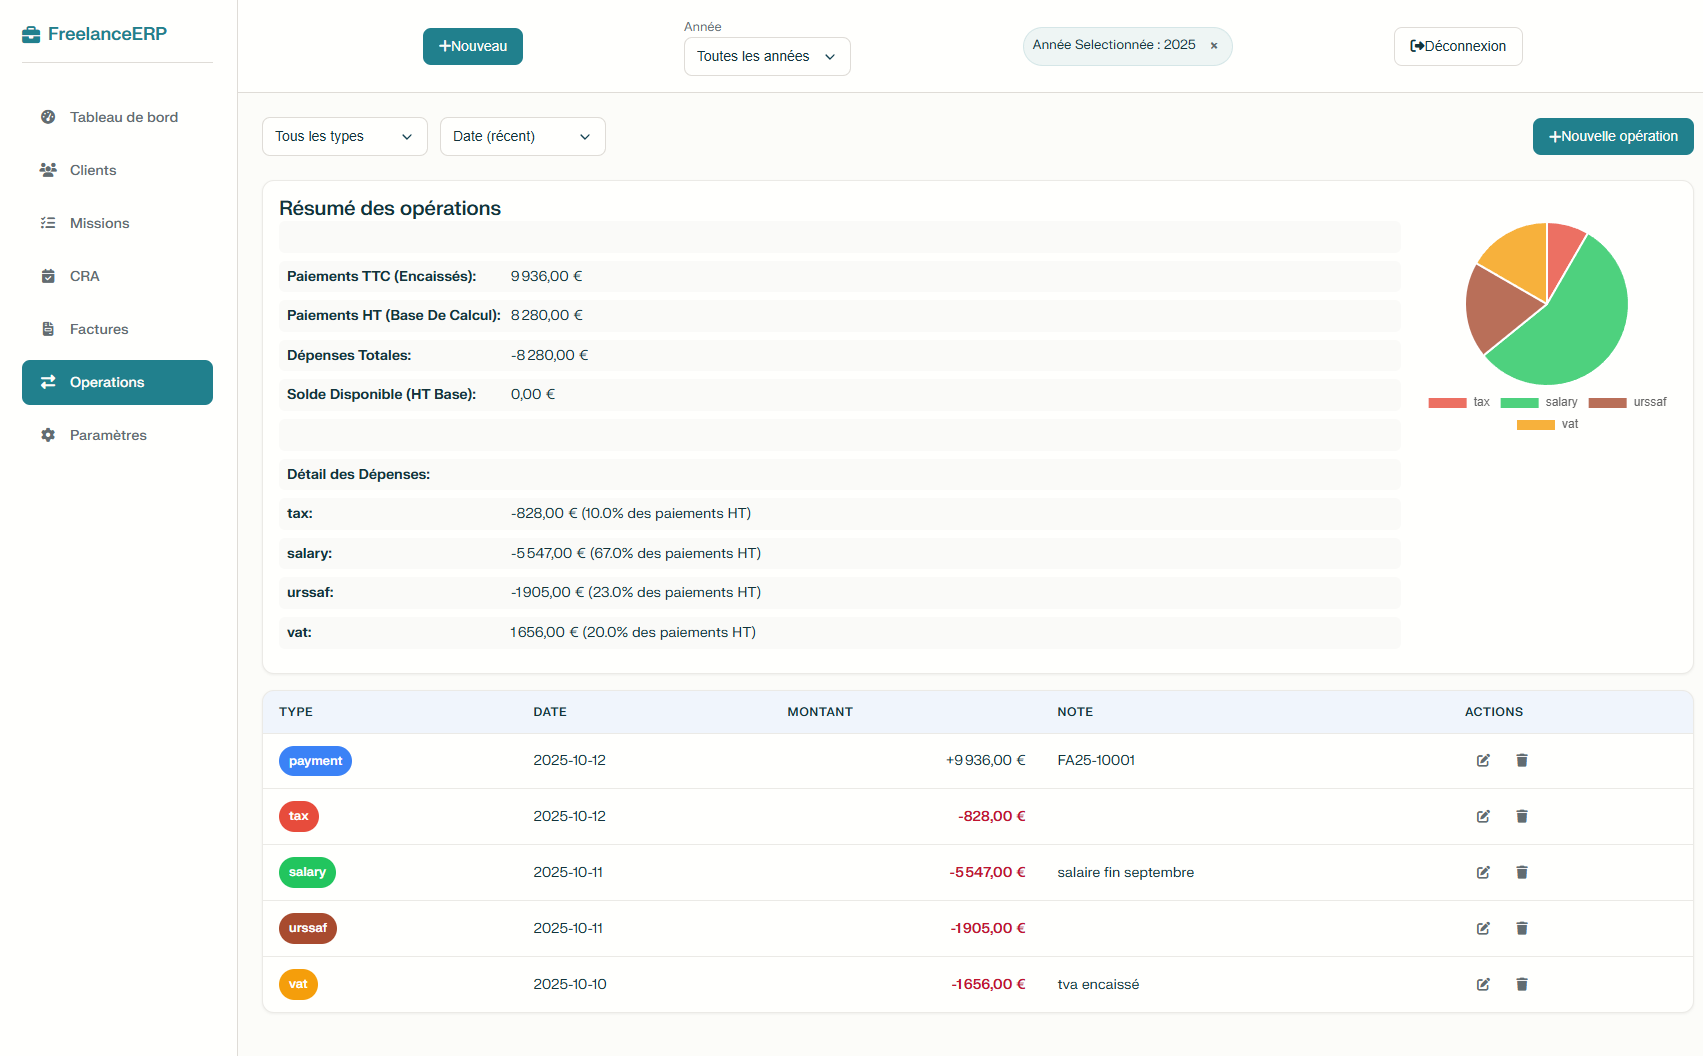 FreelanceERP
Tableau de bord
Clients
Missions
CRA
Factures
Operations
Paramètres
+Nouveau
Année
Toutes les années
Année Selectionnée : 2025 ×
Déconnexion
Tous les types
Date (récent)
+Nouvelle opération
Résumé des opérations
Paiements TTC (Encaissés): 9 936,00 €
Paiements HT (Base De Calcul): 8 280,00 €
Dépenses Totales: -8 280,00 €
Solde Disponible (HT Base): 0,00 €
Détail des Dépenses:
tax: -828,00 € (10.0% des paiements HT)
salary: -5 547,00 € (67.0% des paiements HT)
urssaf: -1 905,00 € (23.0% des paiements HT)
vat: 1 656,00 € (20.0% des paiements HT)
tax salary urssaf
vat
TYPE DATE MONTANT NOTE ACTIONS
payment 2025-10-12 +9 936,00 € FA25-10001
tax 2025-10-12 -828,00 €
salary 2025-10-11 -5 547,00 € salaire fin septembre
urssaf 2025-10-11 -1 905,00 €
vat 2025-10-10 -1 656,00 € tva encaissé